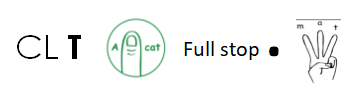 CLT A cat Full stop • m a t